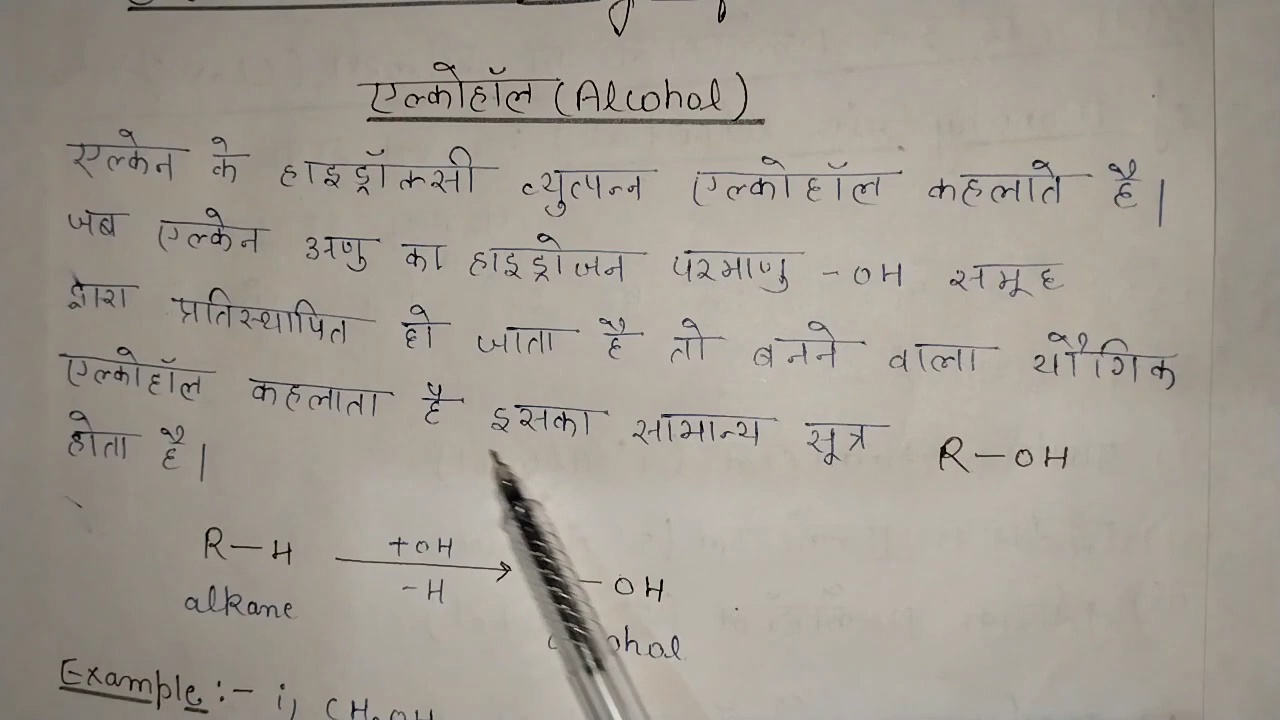 एल्कोहॉल (Alcohol)
एल्केन के हाइड्रॉक्सी व्युत्पन्न एल्कोहॉल कहलाते है।
जब एल्केन अणु का हाइड्रोजन परमाणु -OH समूह
द्वारा प्रतिस्थापित हो जाता है तो बनने वाला यौगिक
एल्कोहॉल कहलाता है इसका सामान्य सूत्र R-OH
होता है।
R-H +OH -OH
-H
alkane
Example :- i, CH3OH